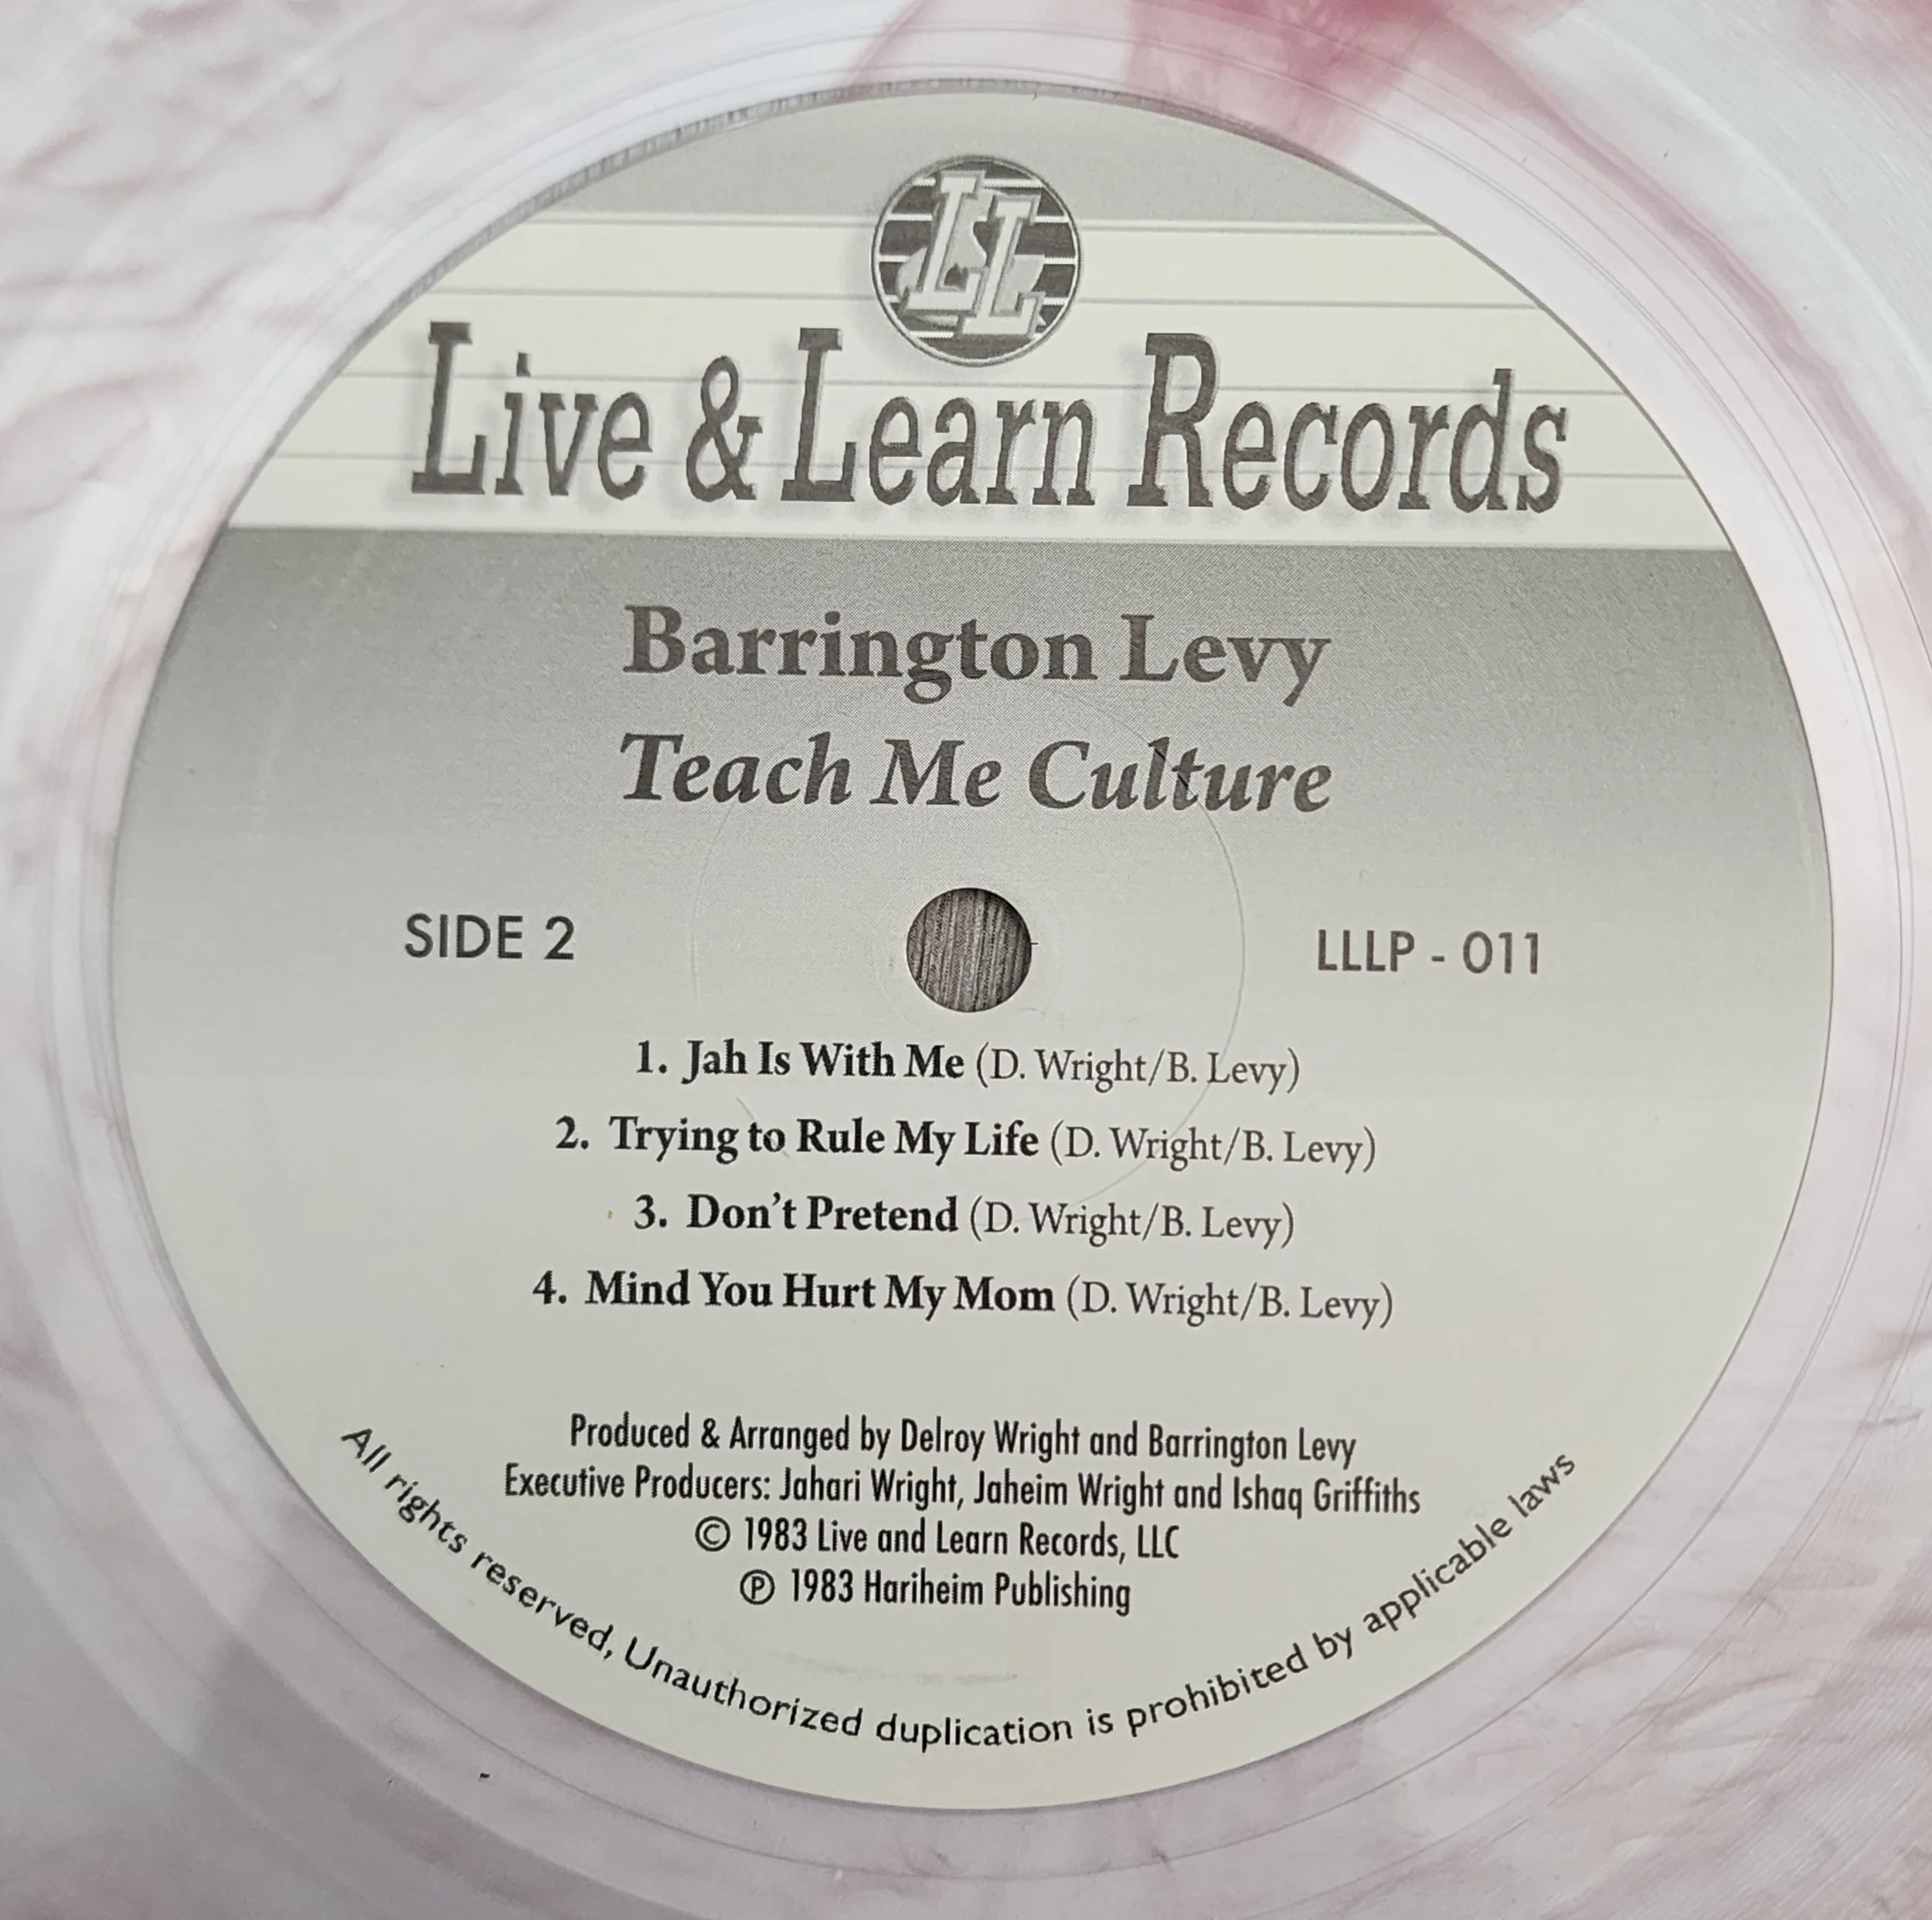 LL
Live & Learn Records
Barrington Levy
Teach Me Culture
SIDE 2
LLLP - 011
1. Jah Is With Me (D. Wright/B. Levy)
2. Trying to Rule My Life (D. Wright/B. Levy)
3. Don't Pretend (D. Wright/B. Levy)
4. Mind You Hurt My Mom (D. Wright/B. Levy)
Produced & Arranged by Delroy Wright and Barrington Levy
Executive Producers: Jahari Wright, Jaheim Wright and Ishaq Griffiths
© 1983 Live and Learn Records, LLC
℗ 1983 Hariheim Publishing
All rights reserved, Unauthorized duplication is prohibited by applicable laws